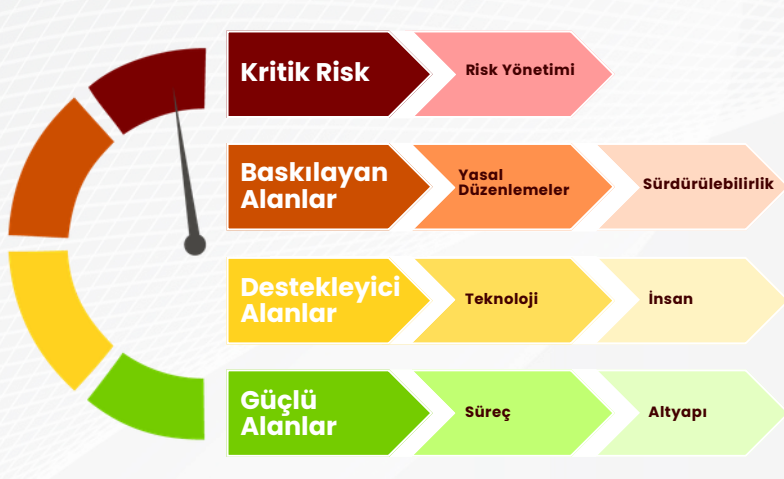 Kritik Risk
Risk Yönetimi
Baskılayan
Alanlar
Yasal
Düzenlemeler
Sürdürülebilirlik
Destekleyici
Alanlar
Teknoloji
İnsan
Güçlü
Alanlar
Süreç
Altyapı